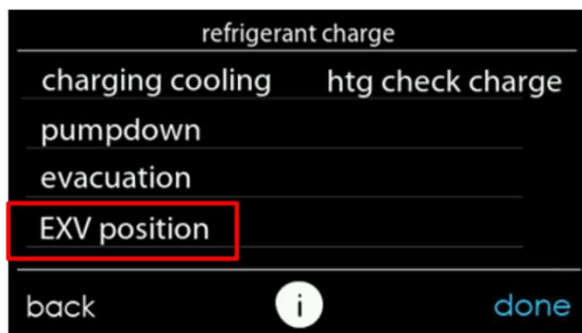 refrigerant charge
charging cooling htg check charge
pumpdown
evacuation
EXV position
back i done